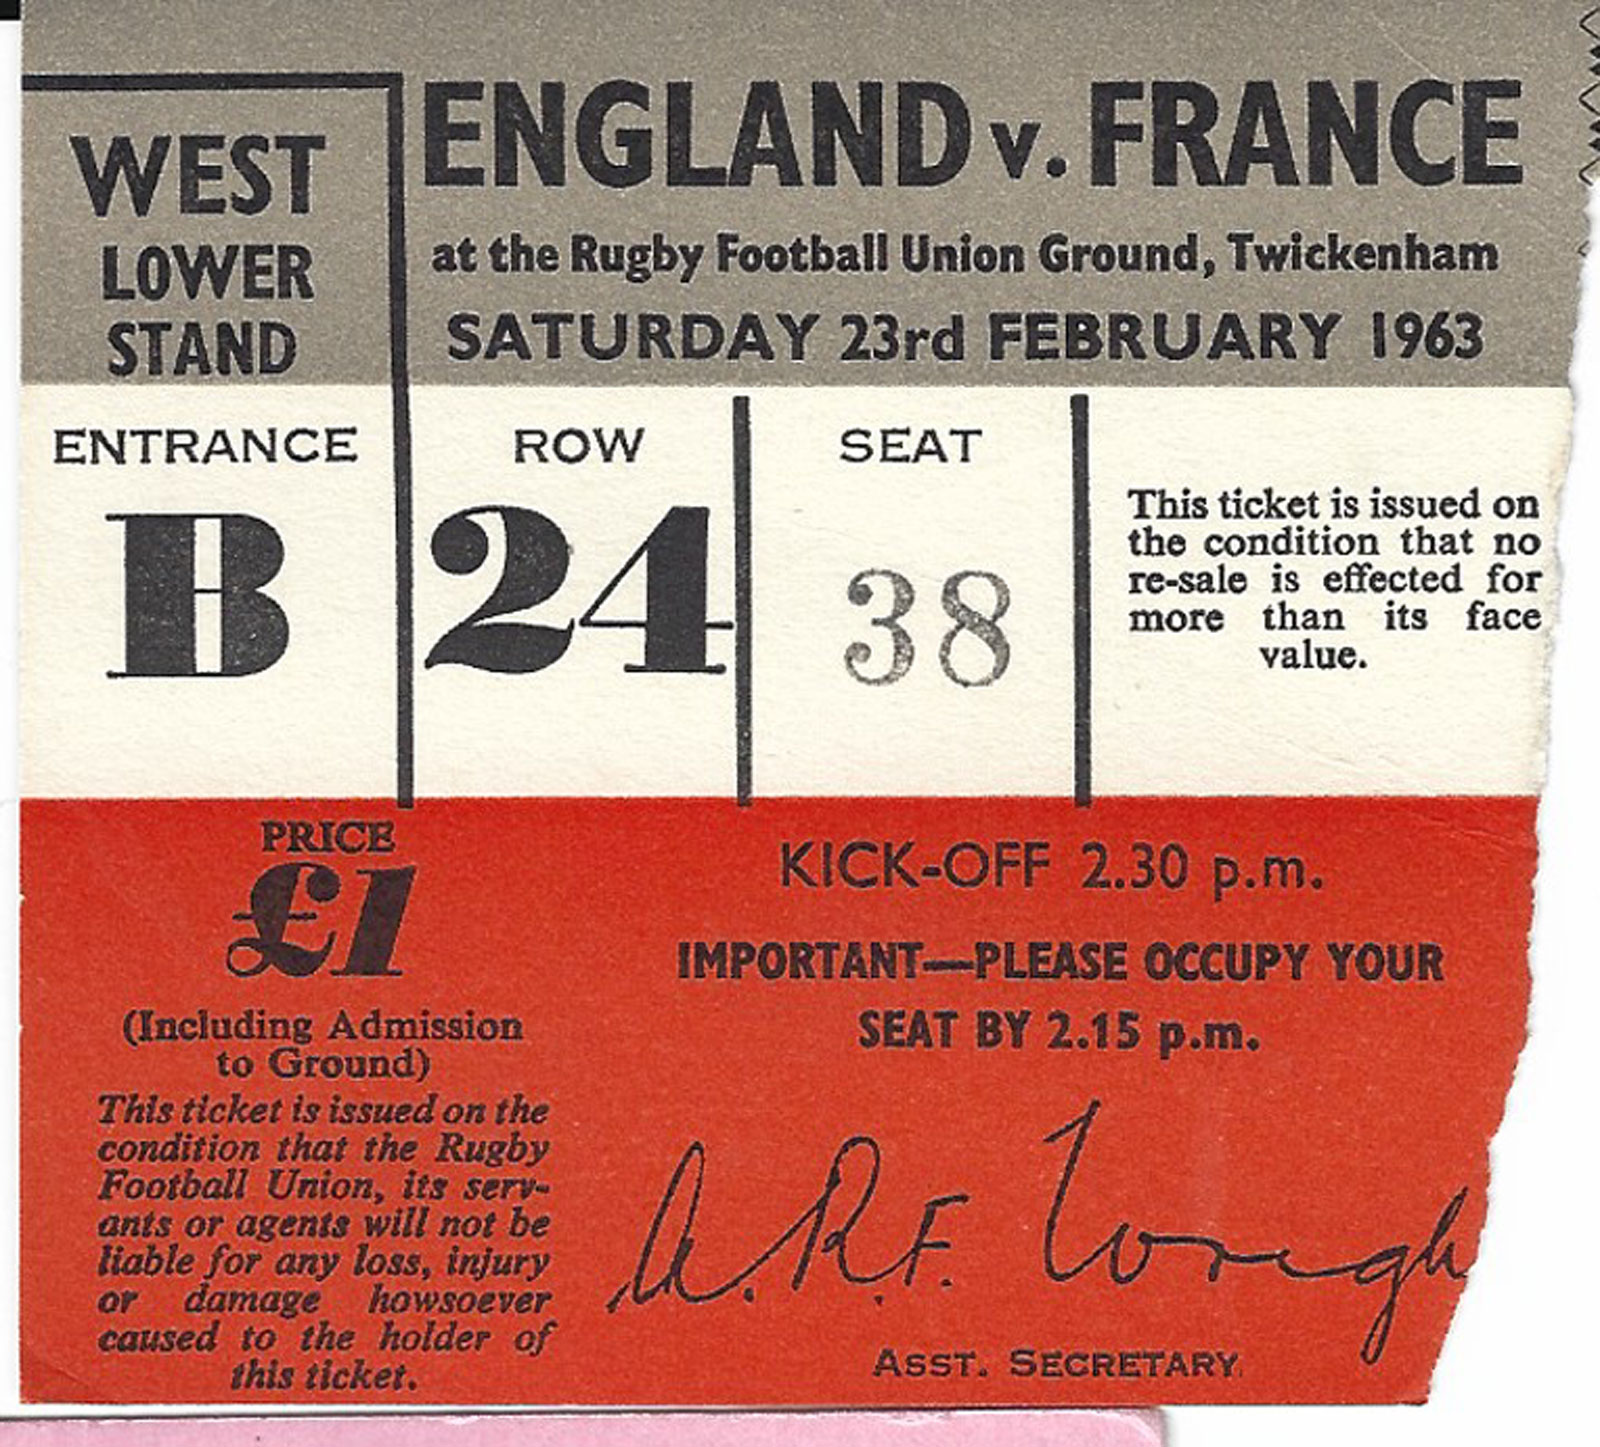 WEST
LOWER
STAND
ENGLAND v. FRANCE
at the Rugby Football Union Ground, Twickenham
SATURDAY 23rd FEBRUARY 1963
ENTRANCE
B
ROW
24
SEAT
38
This ticket is issued on
the condition that no
re-sale is effected for
more than its face
value.
PRICE
£1
(Including Admission
to Ground)
This ticket is issued on the
condition that the Rugby
Football Union, its serv-
ants or agents will not be
liable for any loss, injury
or damage howsoever
caused to the holder of
this ticket.
KICK-OFF 2.30 p.m.
IMPORTANT—PLEASE OCCUPY YOUR
SEAT BY 2.15 p.m.
A.R.F. Wrigh
ASST. SECRETARY.